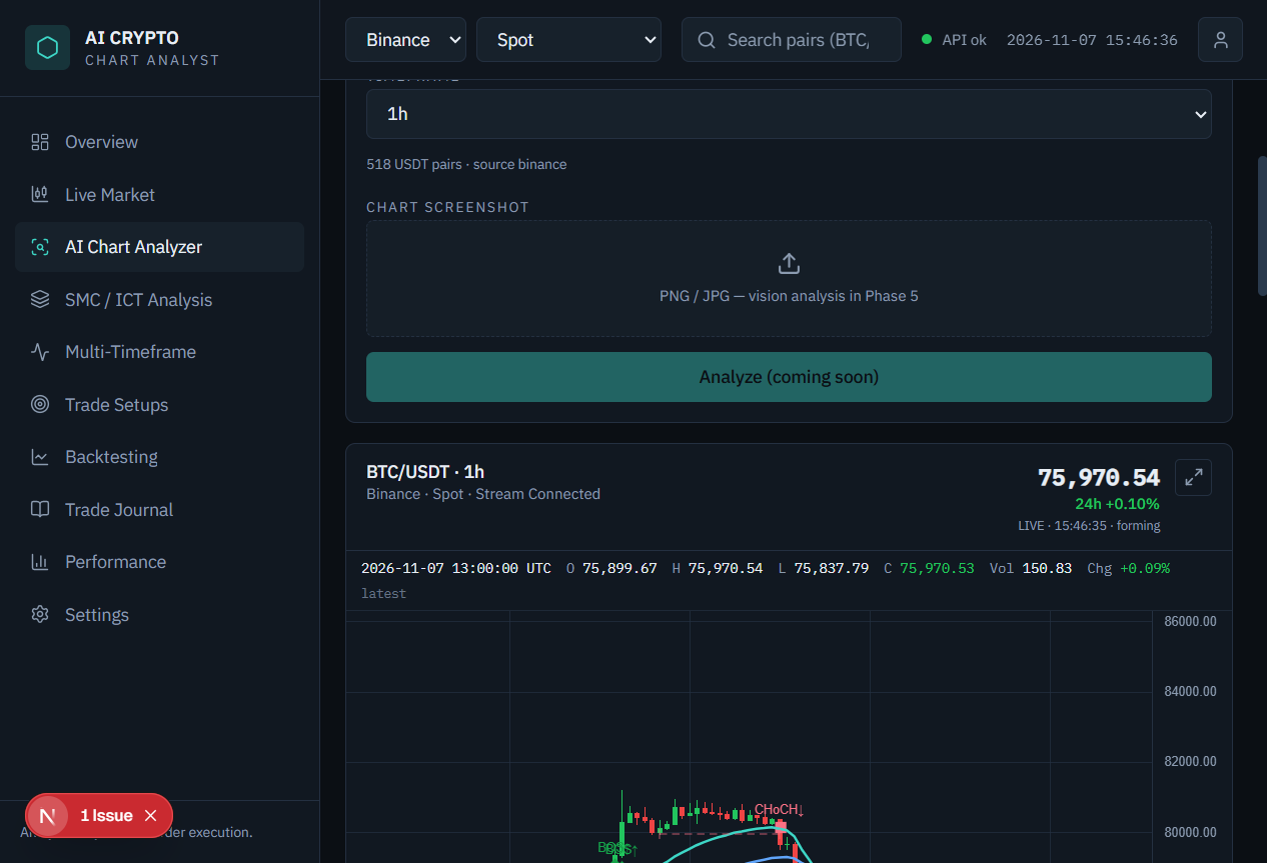 AI CRYPTO
CHART ANALYST
Binance
Spot
Search pairs (BTC,
API ok
2026-11-07 15:46:36
Overview
Live Market
AI Chart Analyzer
SMC / ICT Analysis
Multi-Timeframe
Trade Setups
Backtesting
Trade Journal
Performance
Settings
N
1 Issue
der execution.
1h
518 USDT pairs · source binance
CHART SCREENSHOT
PNG / JPG — vision analysis in Phase 5
Analyze (coming soon)
BTC/USDT · 1h
Binance · Spot · Stream Connected
75,970.54
24h +0.10%
LIVE · 15:46:35 · forming
2026-11-07 13:00:00 UTC O 75,899.67 H 75,970.54 L 75,837.79 C 75,970.53 Vol 150.83 Chg +0.09%
latest
86000.00
84000.00
82000.00
80000.00
CHoCH↓